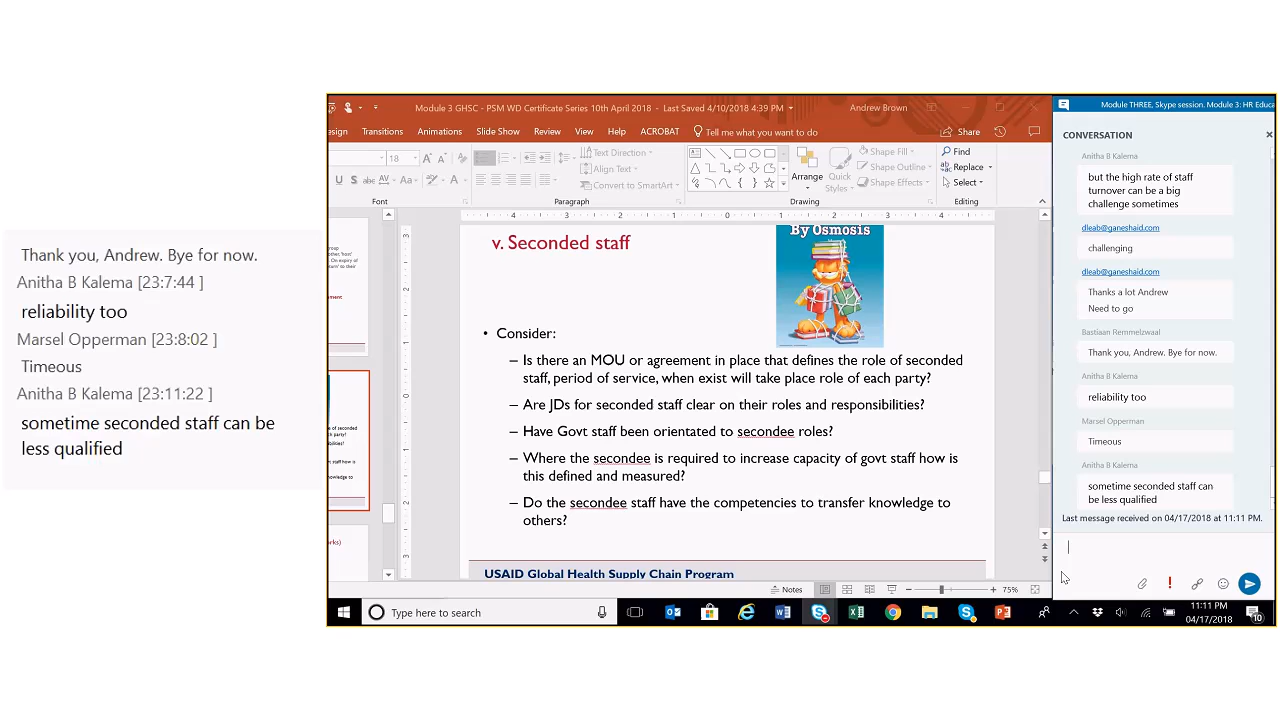 Thank you, Andrew. Bye for now.
Anitha B Kalema [23:7:44 ]
reliability too
Marsel Opperman [23:8:02 ]
Timeous
Anitha B Kalema [23:11:22 ]
sometime seconded staff can be
less qualified
Module 3 GHSC - PSM WD Certificate Series 10th April 2018 - Last Saved 4/10/2018 4:39 PM
Andrew Brown
esign Transitions Animations Slide Show Review View Help ACROBAT Tell me what you want to do Share
18
Text Direction
Align Text
Convert to SmartArt
Arrange
Quick
Styles
Shape Fill
Shape Outline
Shape Effects
Find
Replace
Select
Font
Paragraph
Drawing
Editing
4 3 2 1 0 1 2 3 4
By Osmosis
v. Seconded staff
• Consider:
– Is there an MOU or agreement in place that defines the role of seconded
staff, period of service, when exist will take place role of each party?
– Are JDs for seconded staff clear on their roles and responsibilities?
– Have Govt staff been orientated to secondee roles?
– Where the secondee is required to increase capacity of govt staff how is
this defined and measured?
– Do the secondee staff have the competencies to transfer knowledge to
others?
USAID Global Health Supply Chain Program
Notes
75%
Module THREE, Skype session. Module 3: HR Educa
CONVERSATION
Anitha B Kalema
but the high rate of staff
turnover can be a big
challenge sometimes
dleab@ganeshaid.com
challenging
dleab@ganeshaid.com
Thanks a lot Andrew
Need to go
Bastiaan Remmelzwaal
Thank you, Andrew. Bye for now.
Anitha B Kalema
reliability too
Marsel Opperman
Timeous
Anitha B Kalema
sometime seconded staff can
be less qualified
Last message received on 04/17/2018 at 11:11 PM.
Type here to search
11:11 PM
04/17/2018
10